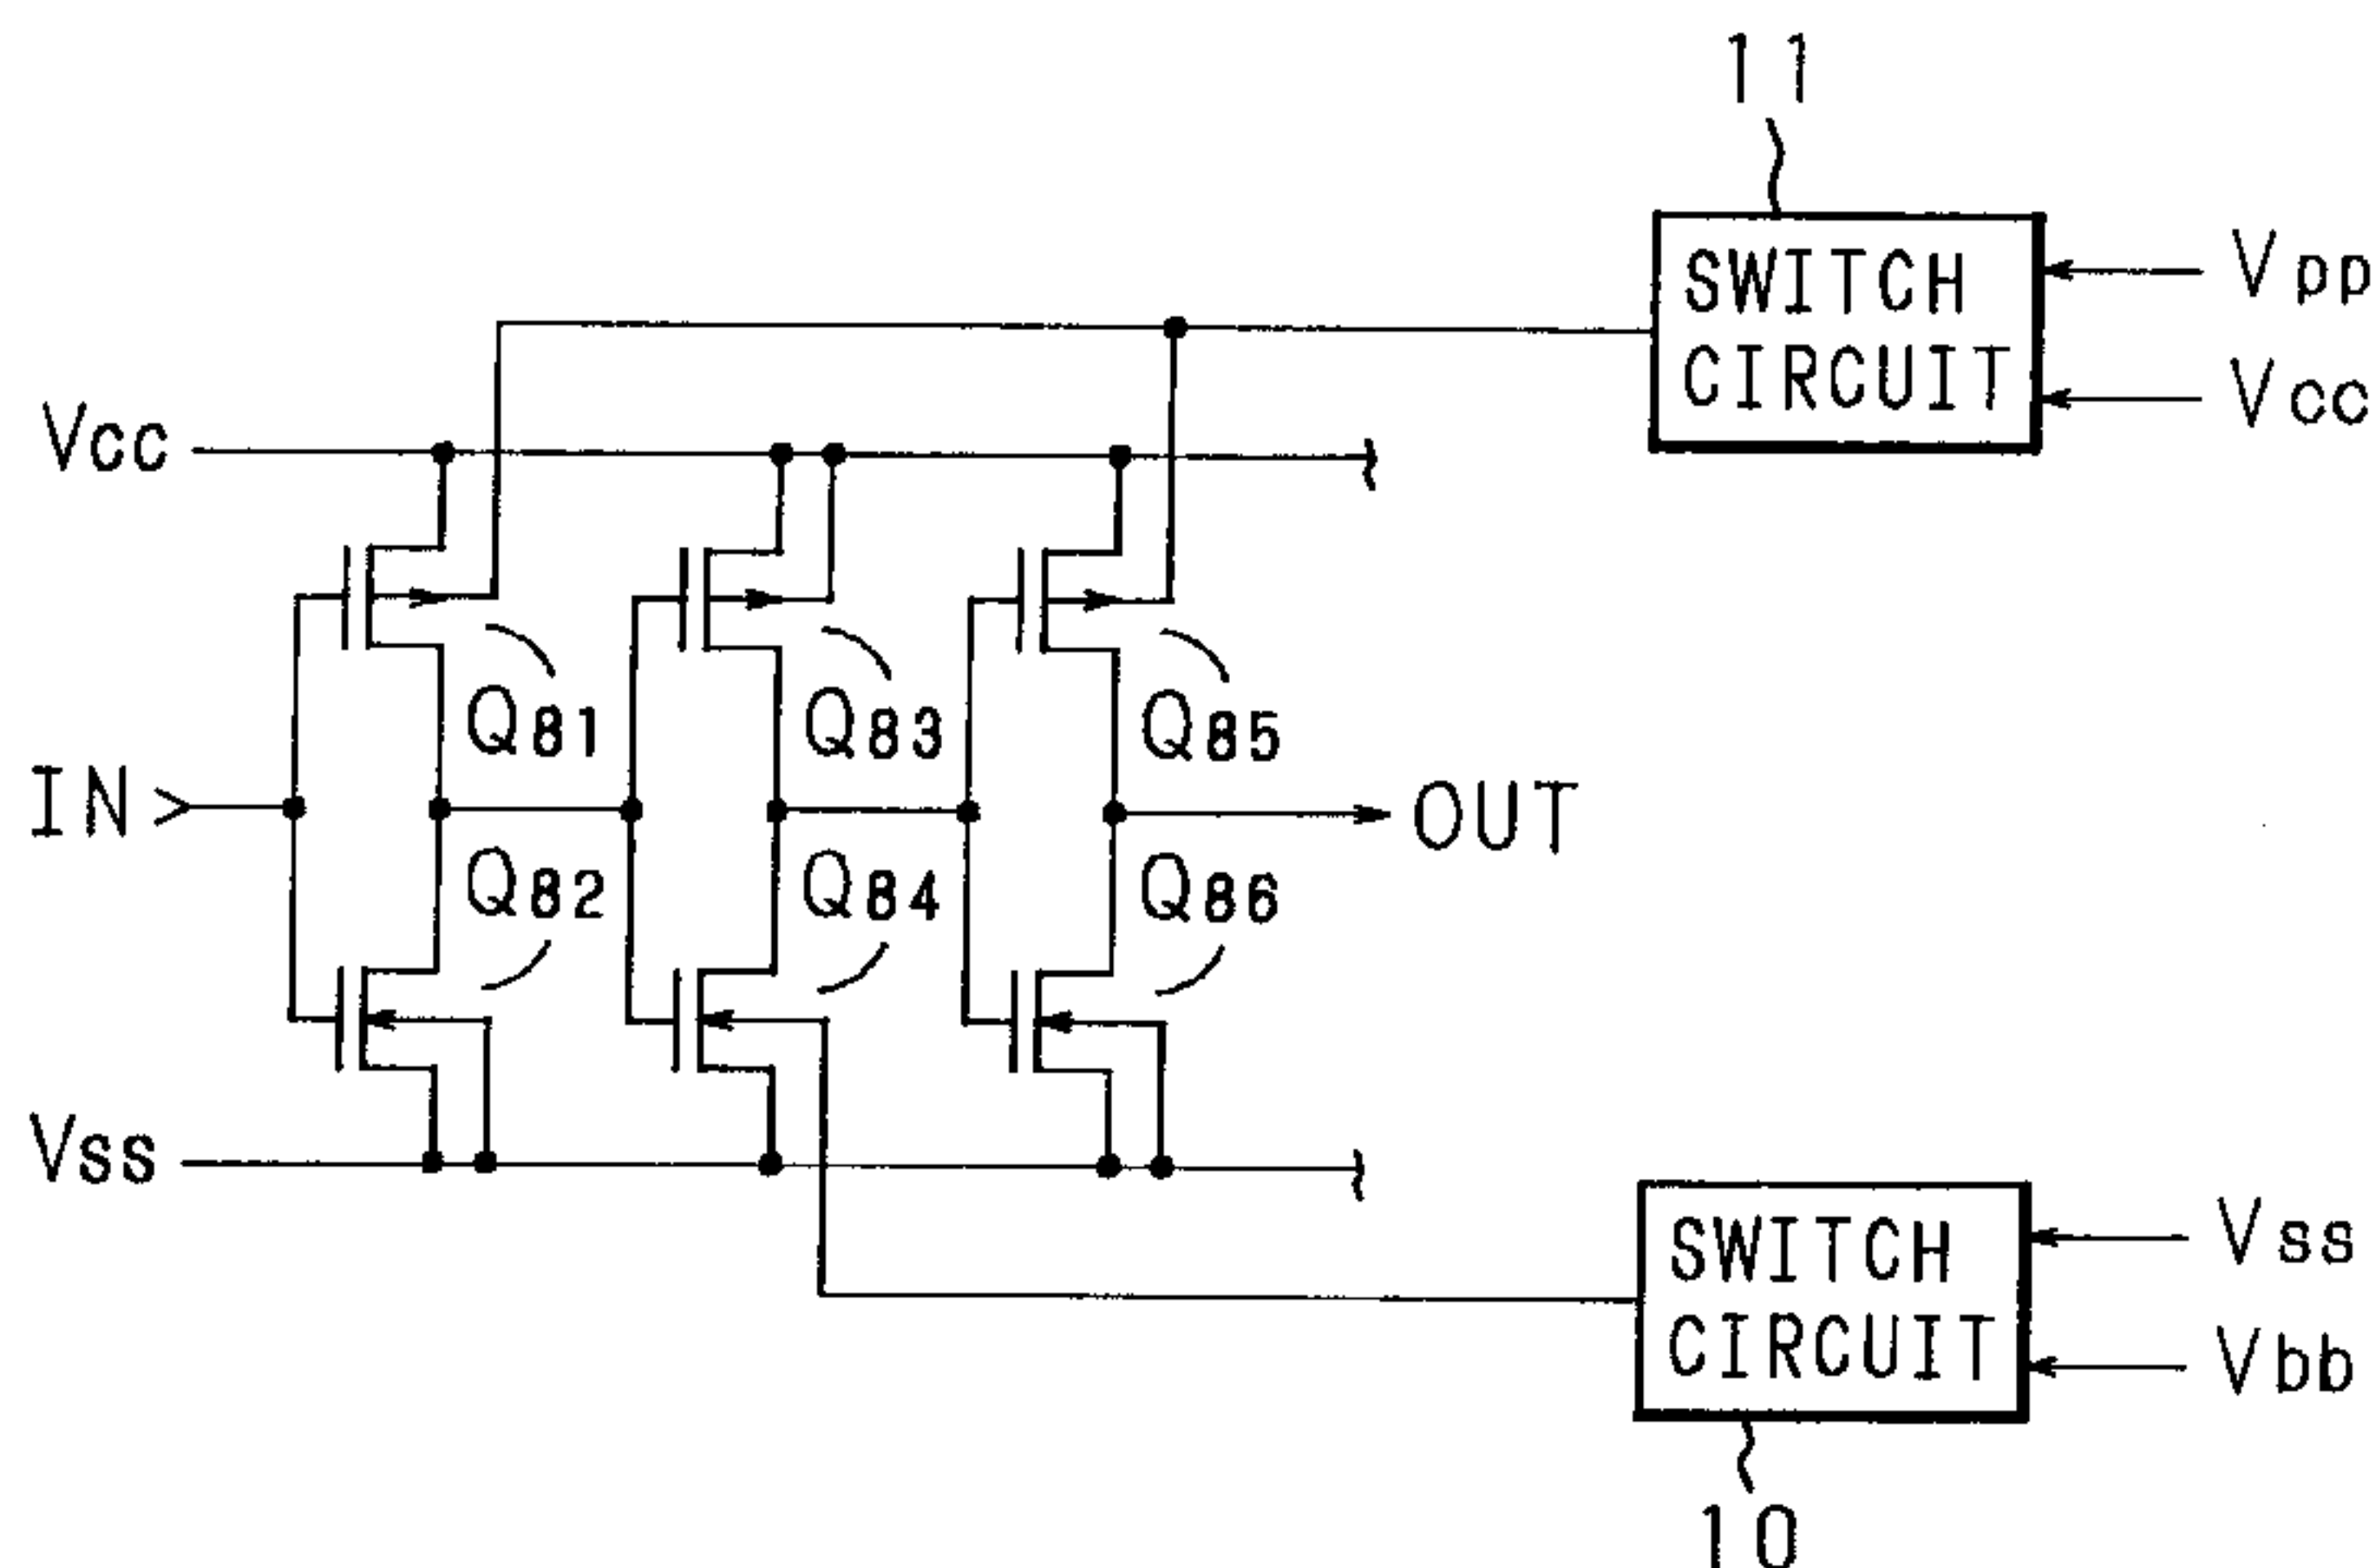 11
SWITCH
CIRCUIT
Vpp
Vcc
Vcc
Q81
Q83
Q85
IN
OUT
Q82
Q84
Q86
Vss
SWITCH
CIRCUIT
Vss
Vbb
10